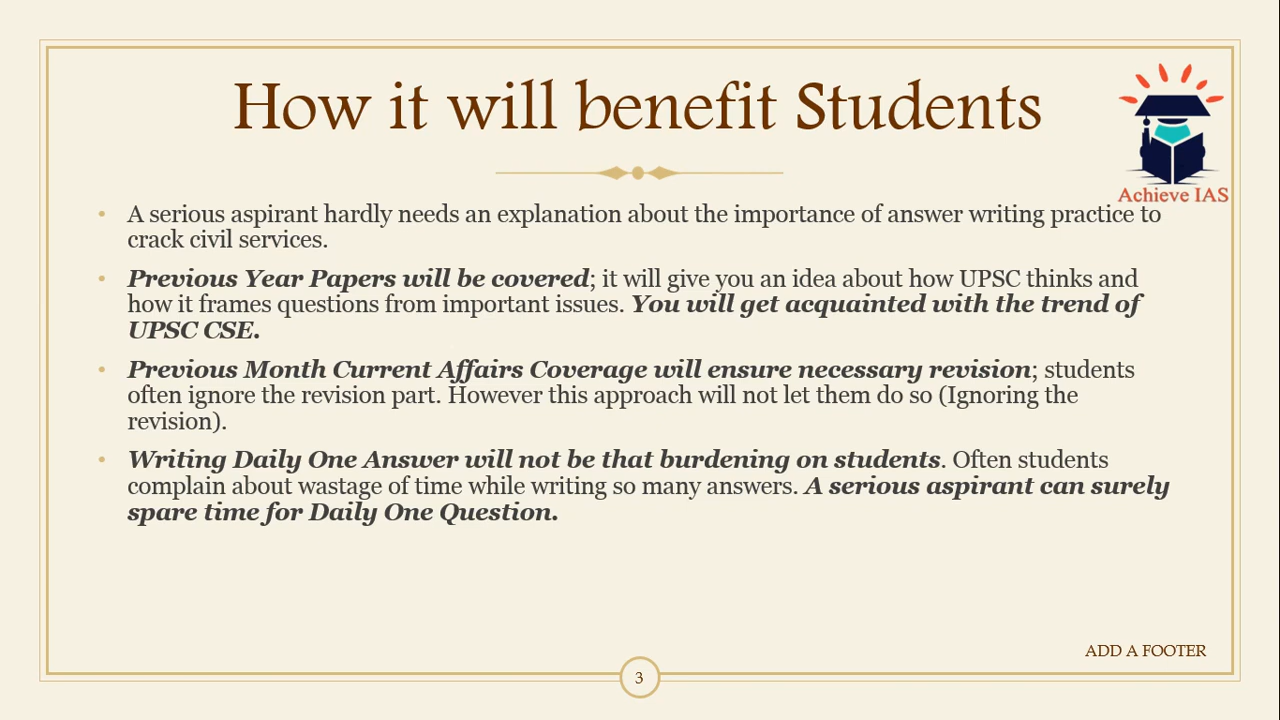 How it will benefit Students
Achieve IAS
• A serious aspirant hardly needs an explanation about the importance of answer writing practice to
crack civil services.
• Previous Year Papers will be covered; it will give you an idea about how UPSC thinks and
how it frames questions from important issues. You will get acquainted with the trend of
UPSC CSE.
• Previous Month Current Affairs Coverage will ensure necessary revision; students
often ignore the revision part. However this approach will not let them do so (Ignoring the
revision).
• Writing Daily One Answer will not be that burdening on students. Often students
complain about wastage of time while writing so many answers. A serious aspirant can surely
spare time for Daily One Question.
ADD A FOOTER
3